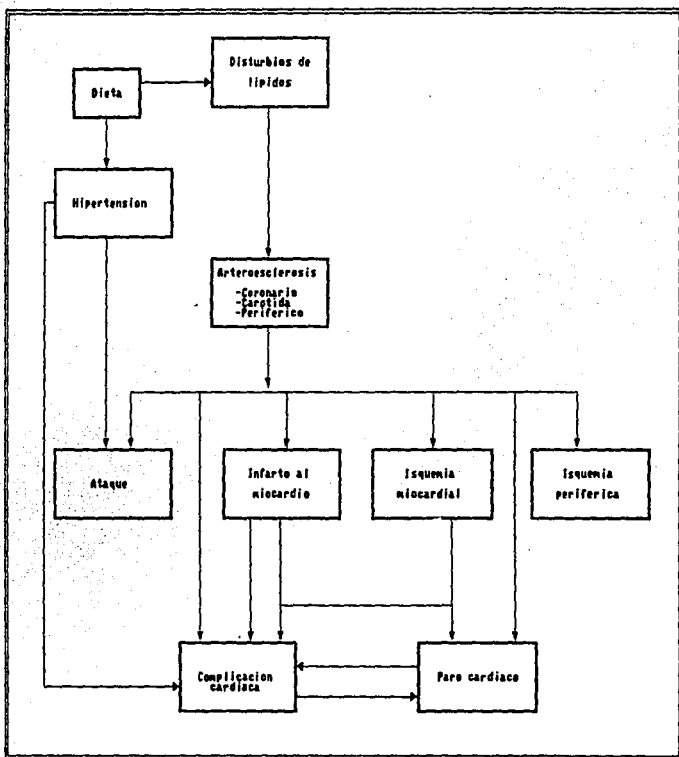 Disturbios de
lipidos
Dieta
Hipertension
Arteroesclerosis
-Coronario
-Carotida
-Periferico
Ataque
Infarto al
miocardio
Isquemia
miocardial
Isquemia
periferica
Complicacion
cardiaca
Paro cardiaco